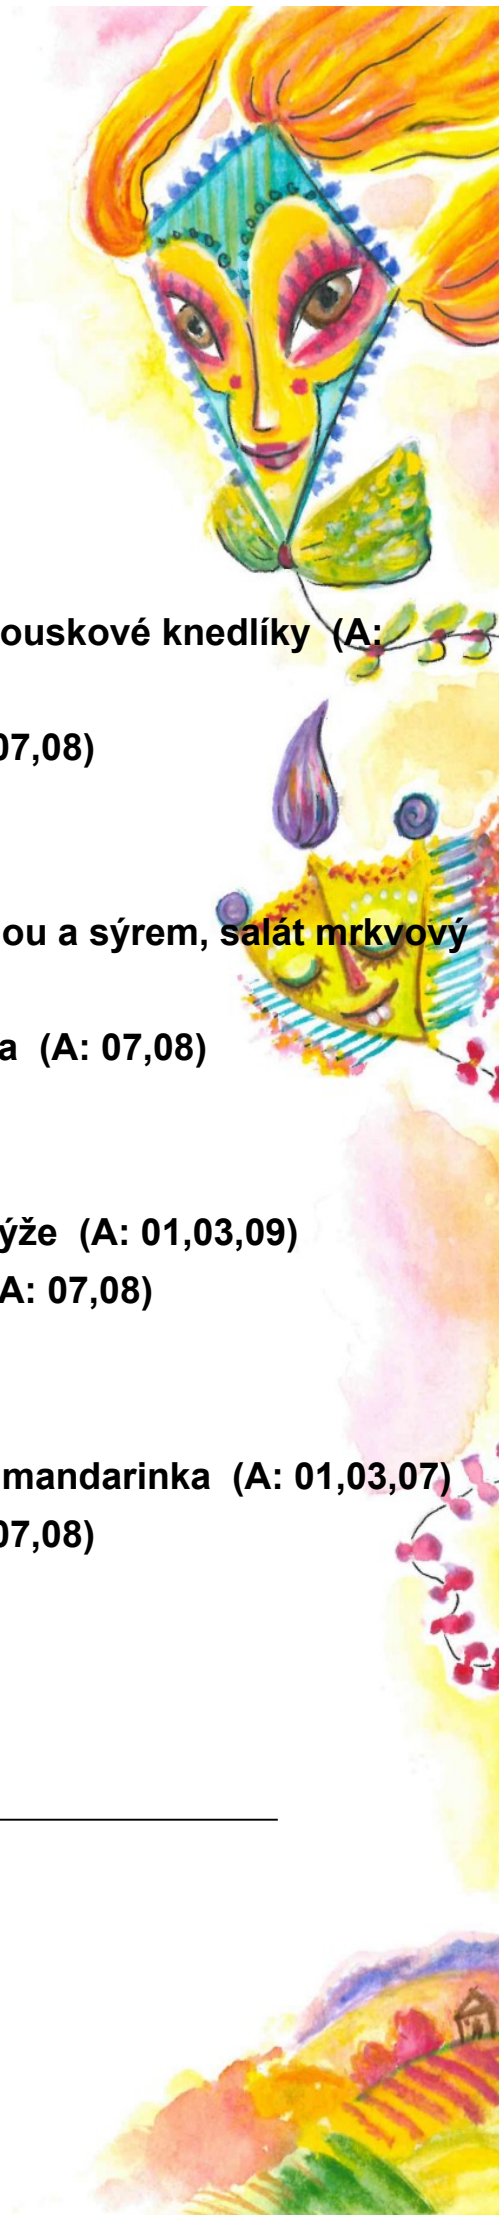 ouskové knedlíky (A:
07,08)
ou a sýrem, salát mrkvový
a (A: 07,08)
ýže (A: 01,03,09)
A: 07,08)
mandarinka (A: 01,03,07)
07,08)